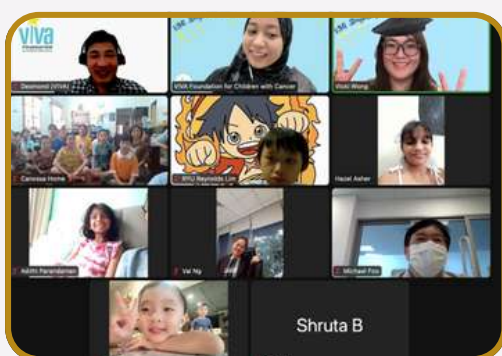 VIVA
Desmond (VIVA)
VIVA Foundation for Children with Cancer
Vicki Wong
Canossa Home
RYU Reynolds Lim
Hazel Asher
Adithi Parandaman
Val Ng
Michael Foo
Shruta B